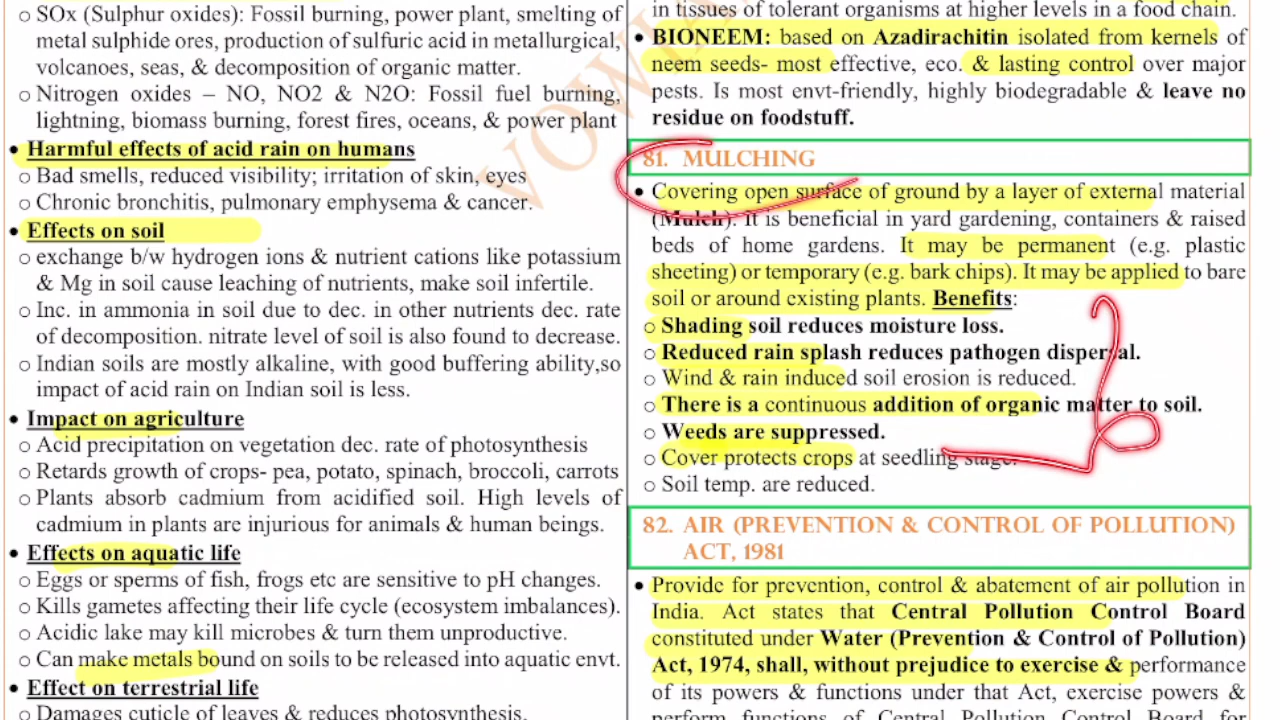 ○ SOx (Sulphur oxides): Fossil burning, power plant, smelting of
metal sulphide ores, production of sulfuric acid in metallurgical,
volcanoes, seas, & decomposition of organic matter.
○ Nitrogen oxides – NO, NO2 & N2O: Fossil fuel burning,
lightning, biomass burning, forest fires, oceans, & power plant
• Harmful effects of acid rain on humans
○ Bad smells, reduced visibility; irritation of skin, eyes
○ Chronic bronchitis, pulmonary emphysema & cancer.
• Effects on soil
○ exchange b/w hydrogen ions & nutrient cations like potassium
& Mg in soil cause leaching of nutrients, make soil infertile.
○ Inc. in ammonia in soil due to dec. in other nutrients dec. rate
of decomposition. nitrate level of soil is also found to decrease.
○ Indian soils are mostly alkaline, with good buffering ability,so
impact of acid rain on Indian soil is less.
• Impact on agriculture
○ Acid precipitation on vegetation dec. rate of photosynthesis
○ Retards growth of crops- pea, potato, spinach, broccoli, carrots
○ Plants absorb cadmium from acidified soil. High levels of
cadmium in plants are injurious for animals & human beings.
• Effects on aquatic life
○ Eggs or sperms of fish, frogs etc are sensitive to pH changes.
○ Kills gametes affecting their life cycle (ecosystem imbalances).
○ Acidic lake may kill microbes & turn them unproductive.
○ Can make metals bound on soils to be released into aquatic envt.
• Effect on terrestrial life
○ Damages cuticle of leaves & reduces photosynthesis.
in tissues of tolerant organisms at higher levels in a food chain.
• BIONEEM: based on Azadirachitin isolated from kernels of
neem seeds- most effective, eco. & lasting control over major
pests. Is most envt-friendly, highly biodegradable & leave no
residue on foodstuff.
81. MULCHING
• Covering open surface of ground by a layer of external material
(Mulch). It is beneficial in yard gardening, containers & raised
beds of home gardens. It may be permanent (e.g. plastic
sheeting) or temporary (e.g. bark chips). It may be applied to bare
soil or around existing plants. Benefits:
○ Shading soil reduces moisture loss.
○ Reduced rain splash reduces pathogen dispersal.
○ Wind & rain induced soil erosion is reduced.
○ There is a continuous addition of organic matter to soil.
○ Weeds are suppressed.
○ Cover protects crops at seedling stage.
○ Soil temp. are reduced.
82. AIR (PREVENTION & CONTROL OF POLLUTION)
ACT, 1981
• Provide for prevention, control & abatement of air pollution in
India. Act states that Central Pollution Control Board
constituted under Water (Prevention & Control of Pollution)
Act, 1974, shall, without prejudice to exercise & performance
of its powers & functions under that Act, exercise powers &
perform functions of Central Pollution Control Board for